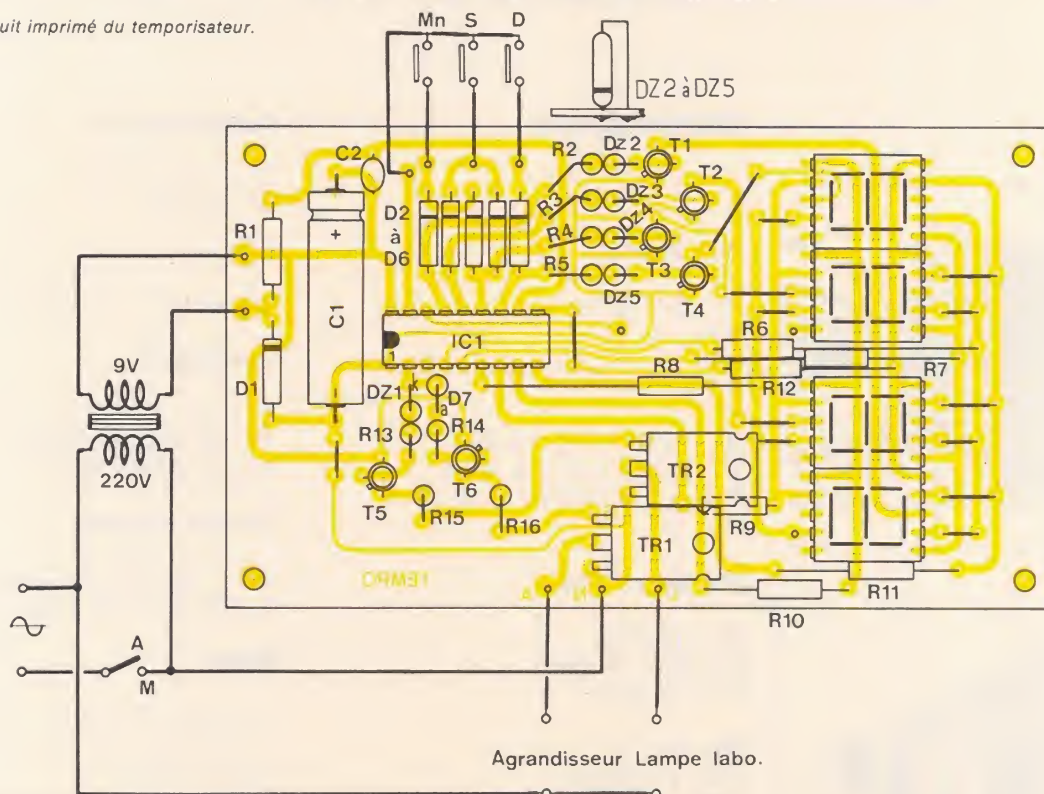 uit imprimé du temporisateur.
Mn S D
DZ2 à DZ5
C2
R2 Dz2 T1
T2
R3 Dz3
D2
à
D6
R4 Dz4
R1
R5 Dz5 T3
T4
+
C1
IC1
1
R6
R7
R8
R12
9V
D1
DZ1 k D7
a
R13 R14
220V
TR2
T5 T6
R15 R16
R9
TR1
R11
R10
A
M
Agrandisseur Lampe labo.